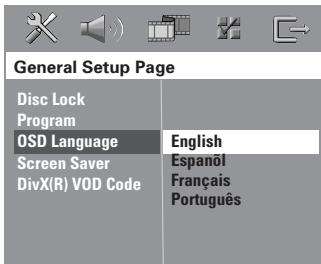 General Setup Page
Disc Lock
Program
OSD Language
Screen Saver
DivX(R) VOD Code
English
Espanõl
Français
Português